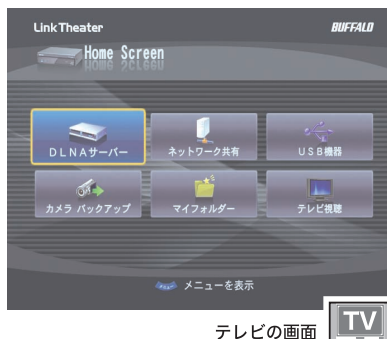 LinkTheater BUFFALO
Home Screen
DLNAサーバー ネットワーク共有 USB機器
カメラ バックアップ マイフォルダー テレビ視聴
メニューを表示
テレビの画面 TV